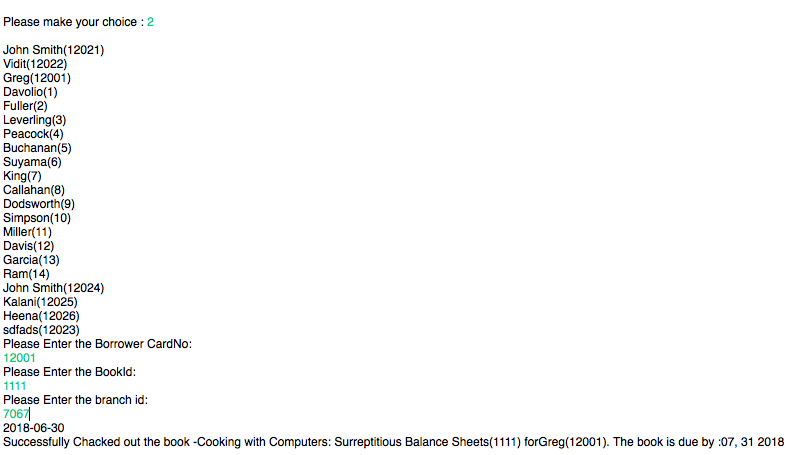 Please make your choice : 2
John Smith(12021)
Vidit(12022)
Greg(12001)
Davolio(1)
Fuller(2)
Leverling(3)
Peacock(4)
Buchanan(5)
Suyama(6)
King(7)
Callahan(8)
Dodsworth(9)
Simpson(10)
Miller(11)
Davis(12)
Garcia(13)
Ram(14)
John Smith(12024)
Kalani(12025)
Heena(12026)
sdfads(12023)
Please Enter the Borrower CardNo:
12001
Please Enter the BookId:
1111
Please Enter the branch id:
7067
2018-06-30
Successfully Chacked out the book -Cooking with Computers: Surreptitious Balance Sheets(1111) forGreg(12001). The book is due by :07, 31 2018